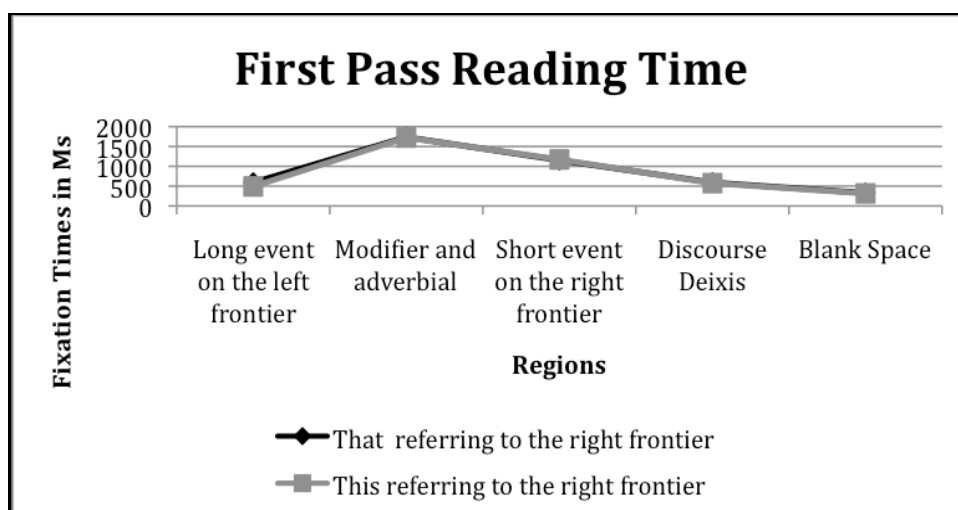 First Pass Reading Time
Fixation Times in Ms
2000
1500
1000
500
0
Long event on the left frontier
Modifier and adverbial
Short event on the right frontier
Discourse Deixis
Blank Space
Regions
That referring to the right frontier
This referring to the right frontier